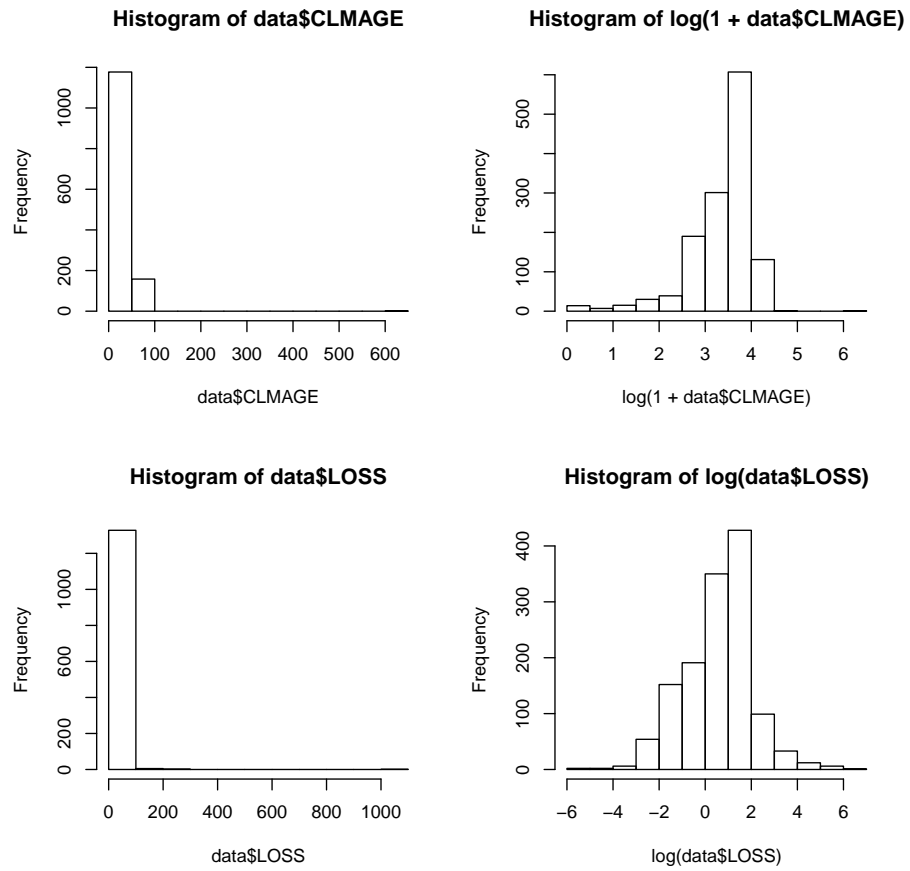 Histogram of data$CLMAGE
Frequency
0 200 600 1000
0 100 200 300 400 500 600
data$CLMAGE
Histogram of log(1 + data$CLMAGE)
Frequency
0 100 300 500
0 1 2 3 4 5 6
log(1 + data$CLMAGE)
Histogram of data$LOSS
Frequency
0 200 600 1000
0 200 400 600 800 1000
data$LOSS
Histogram of log(data$LOSS)
Frequency
0 100 200 300 400
−6 −4 −2 0 2 4 6
log(data$LOSS)